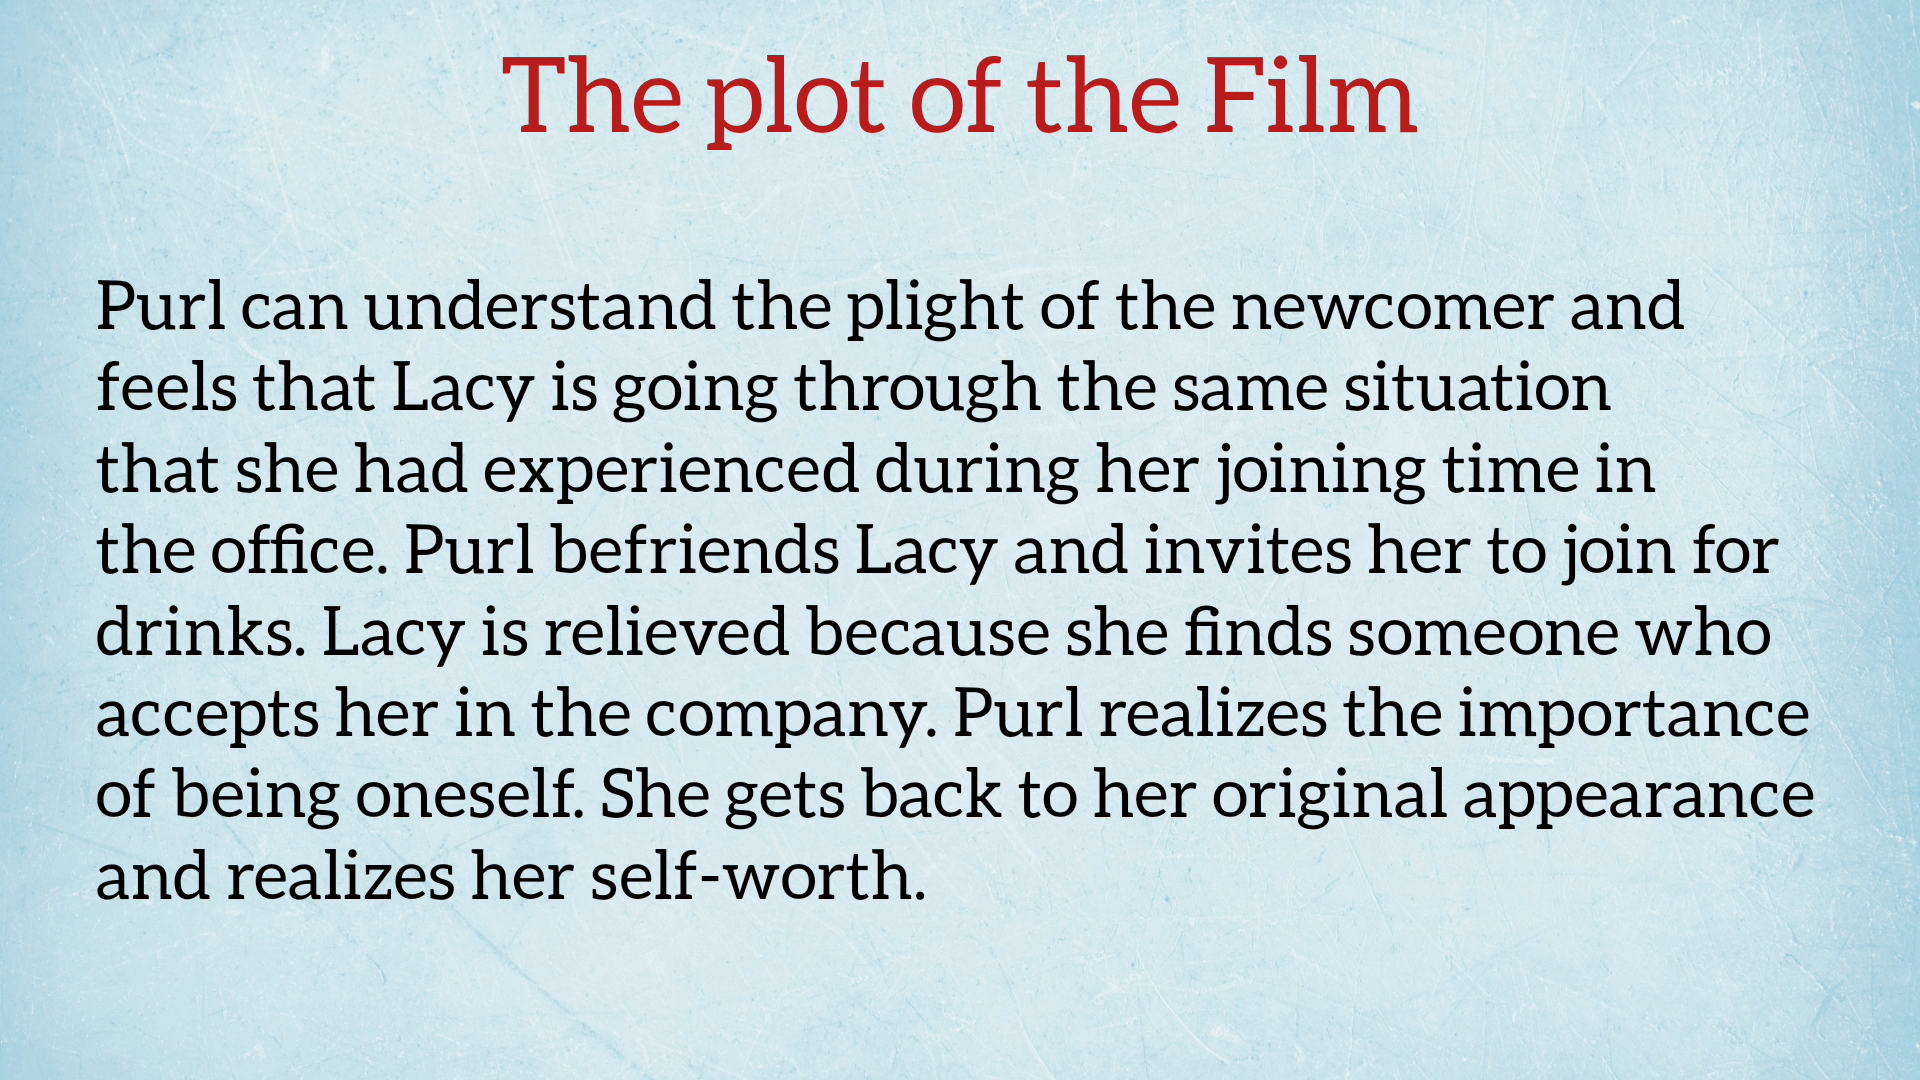 The plot of the Film
Purl can understand the plight of the newcomer and
feels that Lacy is going through the same situation
that she had experienced during her joining time in
the office. Purl befriends Lacy and invites her to join for
drinks. Lacy is relieved because she finds someone who
accepts her in the company. Purl realizes the importance
of being oneself. She gets back to her original appearance
and realizes her self-worth.